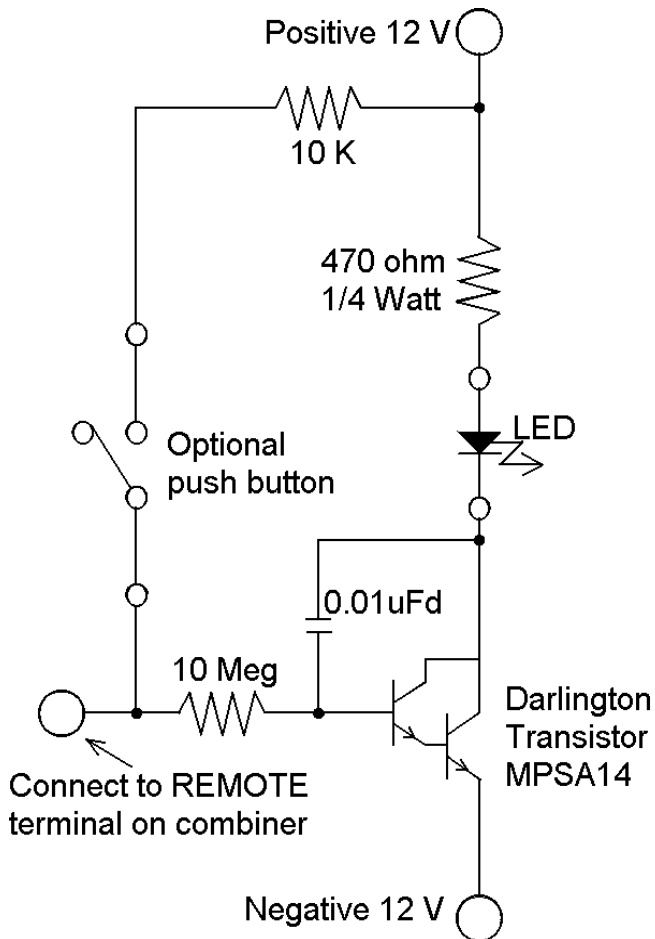 Positive 12 V
10 K
470 ohm
1/4 Watt
LED
Optional
push button
0.01uFd
10 Meg
Darlington
Transistor
MPSA14
Connect to REMOTE
terminal on combiner
Negative 12 V